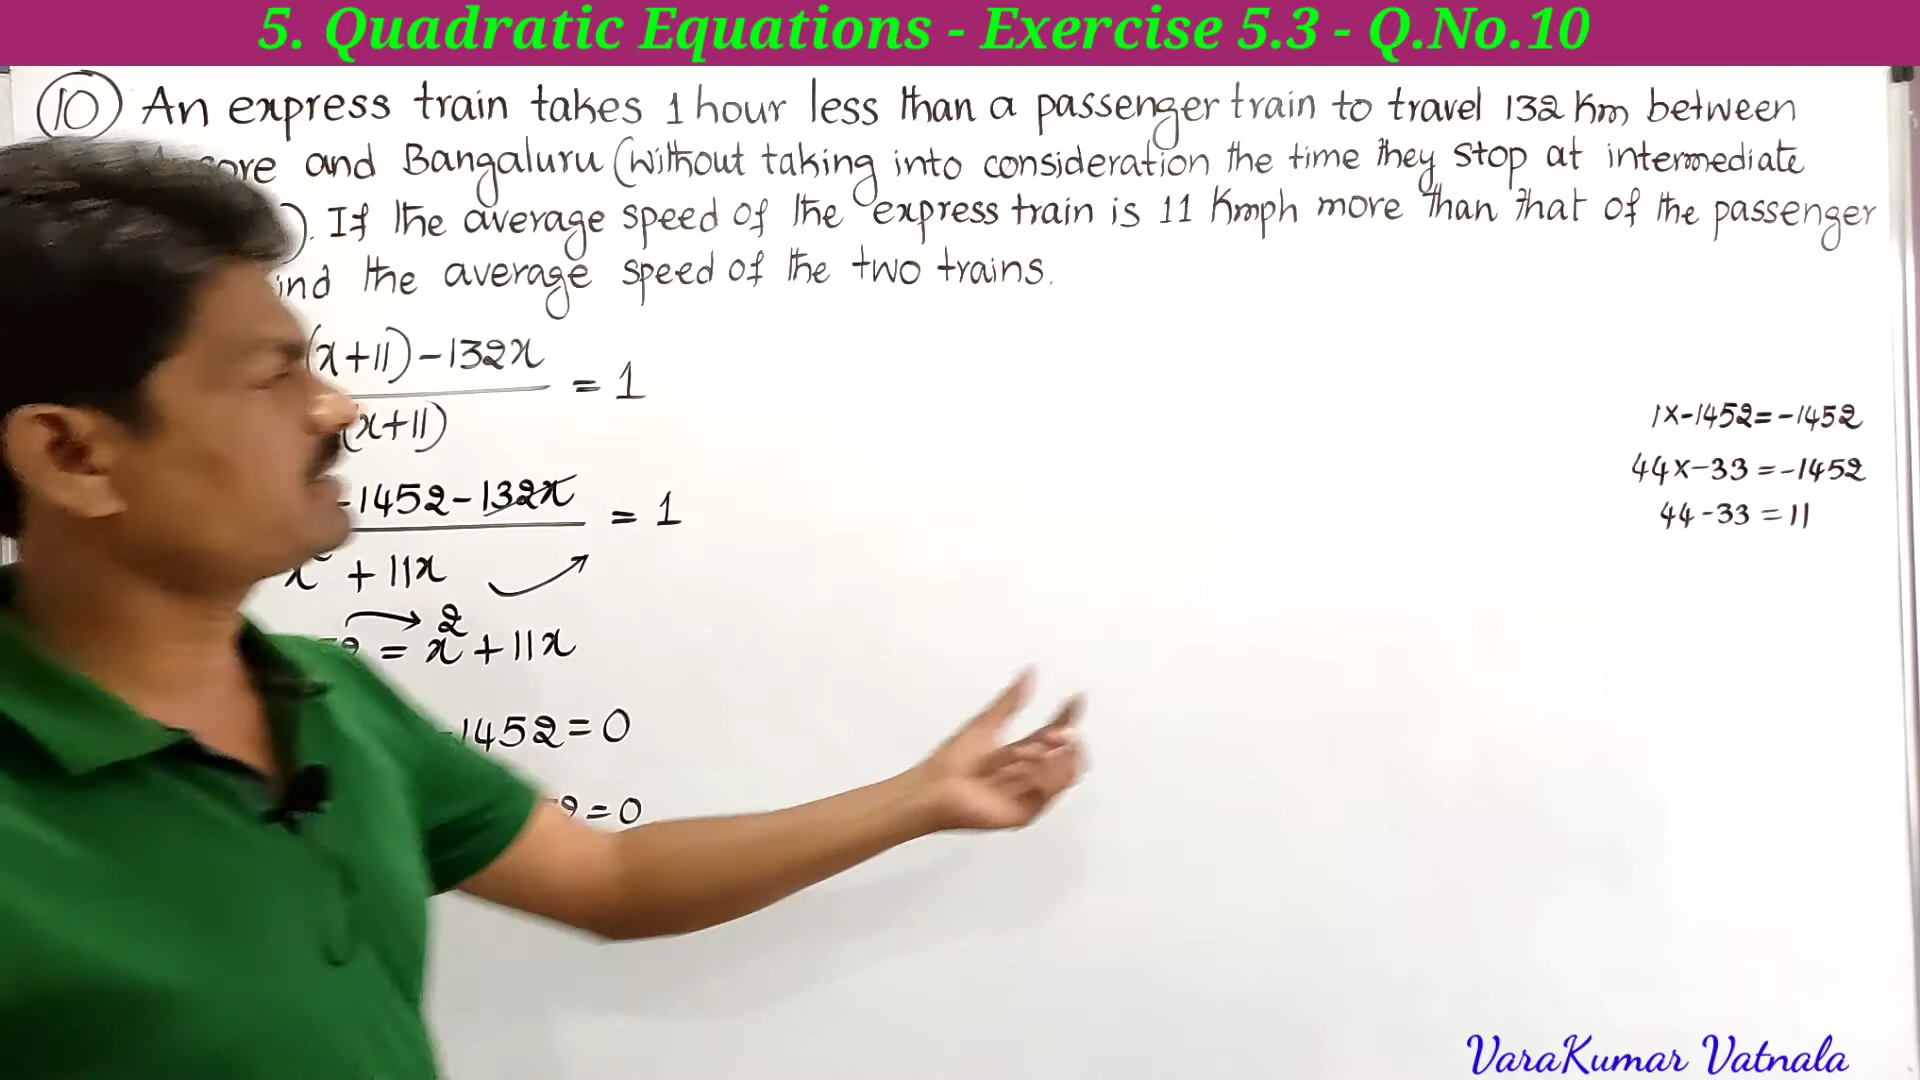 5. Quadratic Equations - Exercise 5.3 - Q.No.10
10 An express train takes 1 hour less than a passenger train to travel 132 Km between
and Bangaluru (without taking into consideration the time they stop at intermediate
). If the average speed of the express train is 11 Kmph more than that of the passenger
the average speed of the two trains.
(x+11)-132x = 1
(x+11)
1452-132x = 1
x² + 11x
= x²+11x
-1452=0
=0
1x-1452=-1452
44x-33=-1452
44-33=11
VaraKumar Vatnala